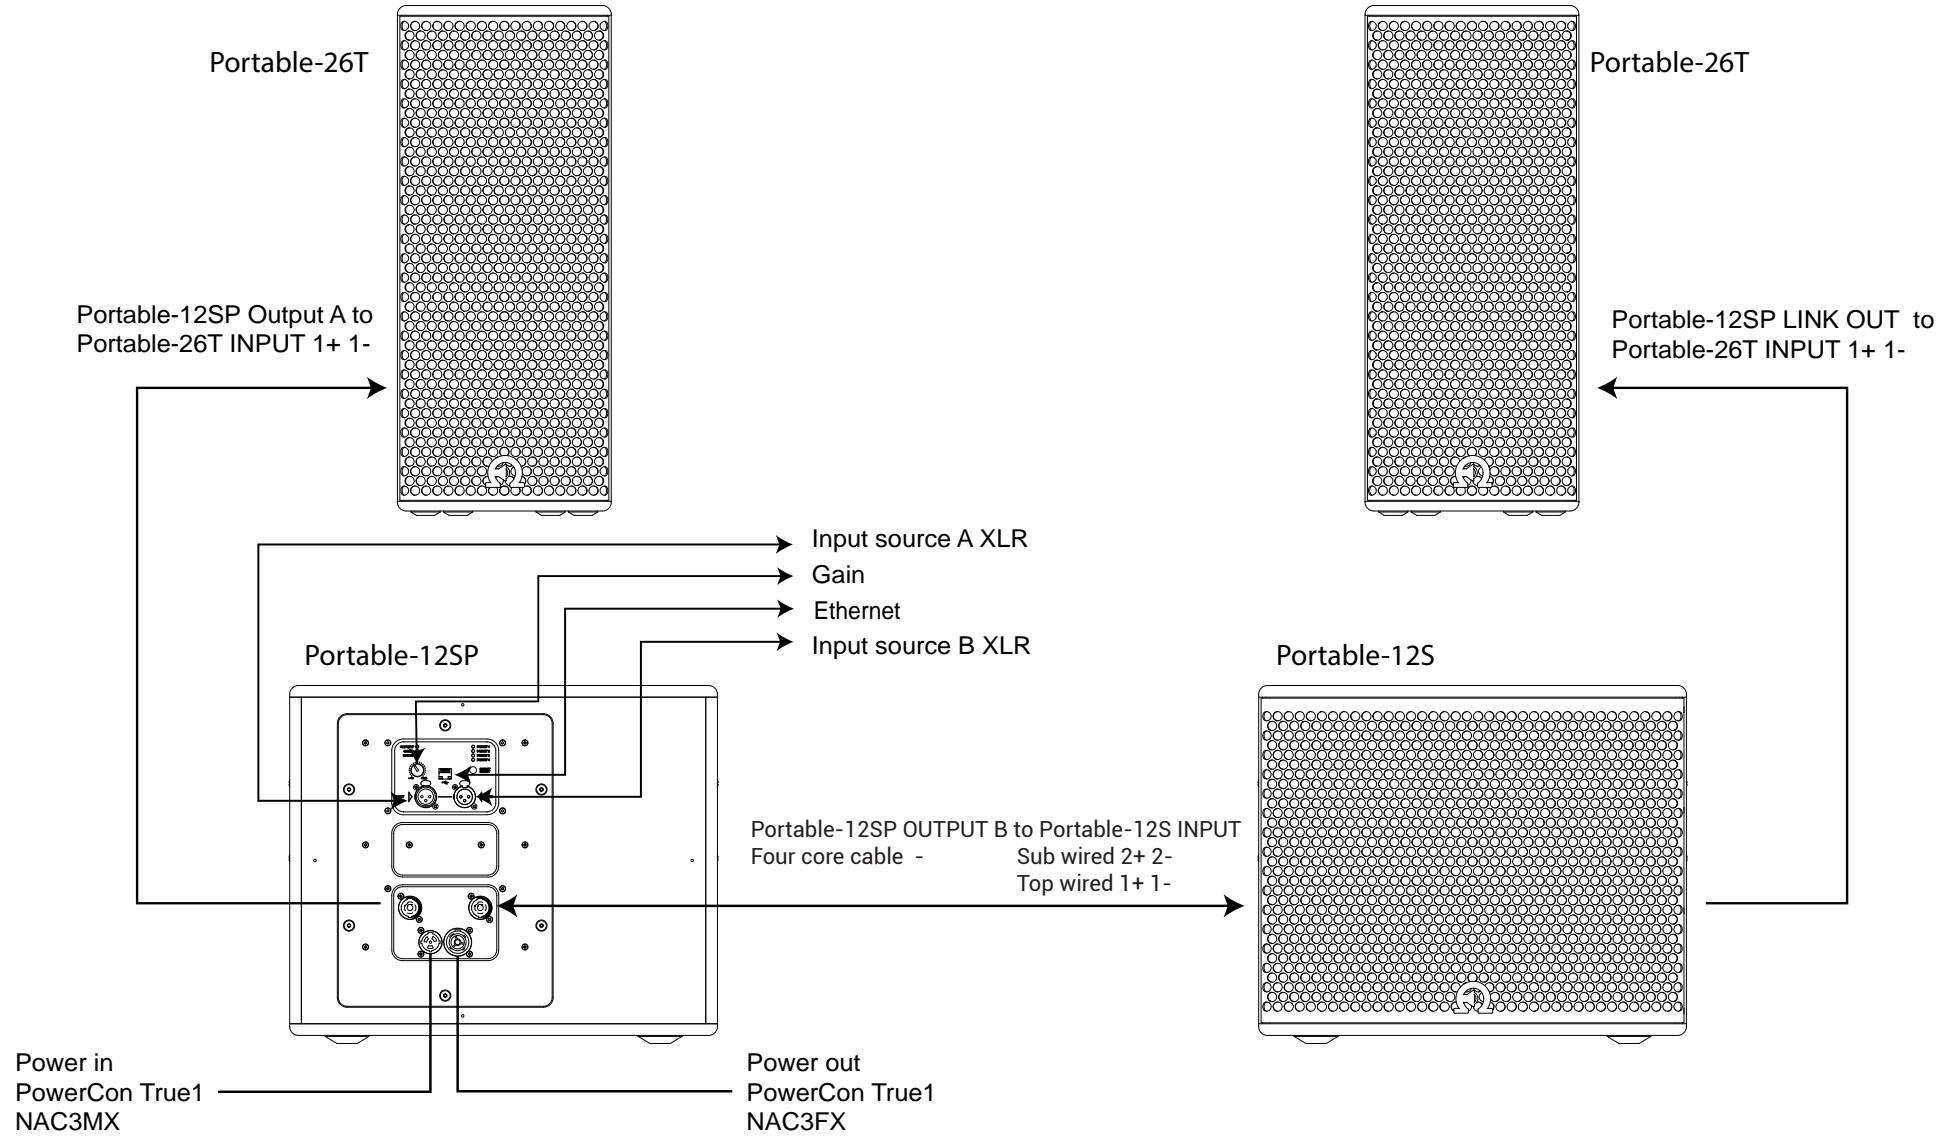 Portable-26T
Portable-26T
Portable-12SP Output A to
Portable-26T INPUT 1+ 1-
Portable-12SP LINK OUT to
Portable-26T INPUT 1+ 1-
Input source A XLR
Gain
Ethernet
Input source B XLR
Portable-12SP
Portable-12S
Portable-12SP OUTPUT B to Portable-12S INPUT
Four core cable - Sub wired 2+ 2-
Top wired 1+ 1-
Power in
PowerCon True1
NAC3MX
Power out
PowerCon True1
NAC3FX